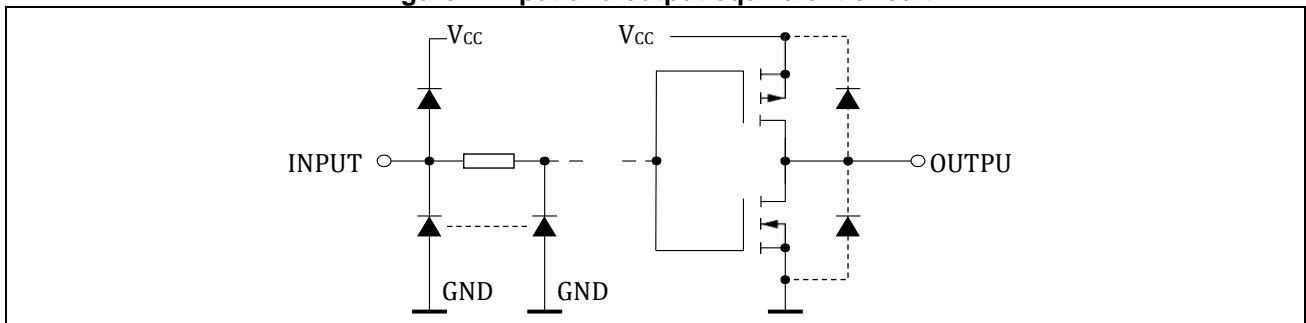 VCC
VCC
INPUT
OUTPU
GND
GND